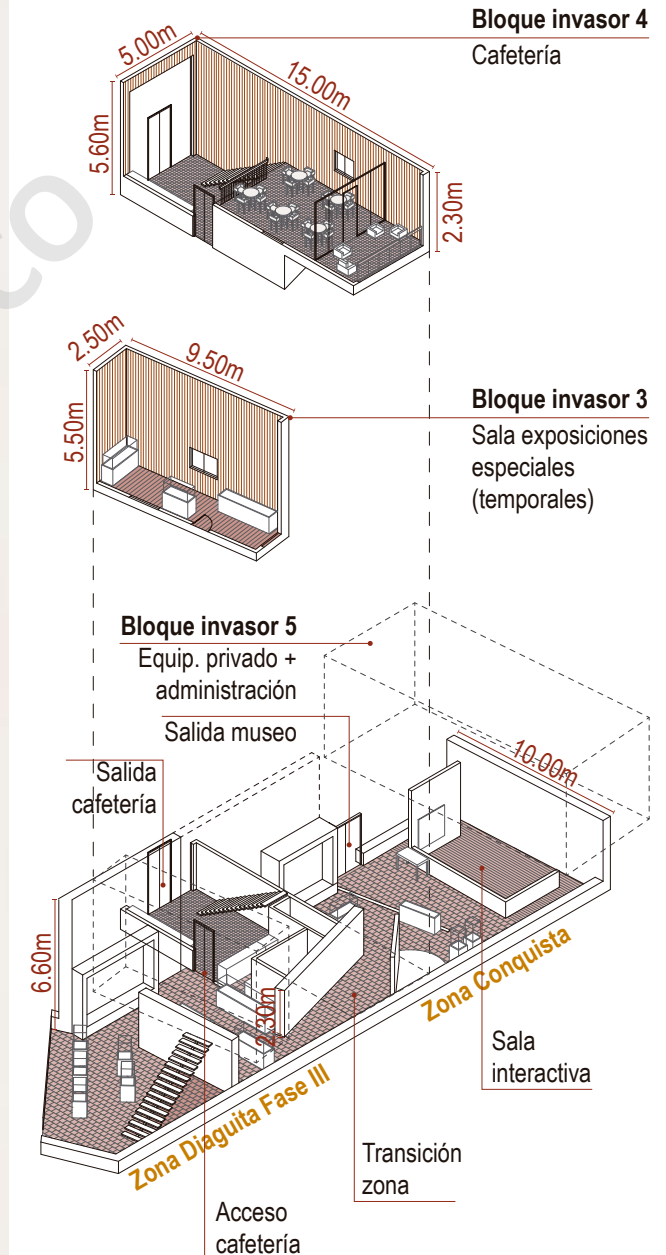 Bloque invasor 4
Cafetería
5.00m
15.00m
5.60m
2.30m
2.50m
9.50m
5.50m
Bloque invasor 3
Sala exposiciones
especiales
(temporales)
Bloque invasor 5
Equip. privado +
administración
Salida museo
Salida
cafetería
10.00m
6.60m
2.30m
Zona Conquista
Zona Diaguita Fase III
Sala
interactiva
Transición
zona
Acceso
cafetería